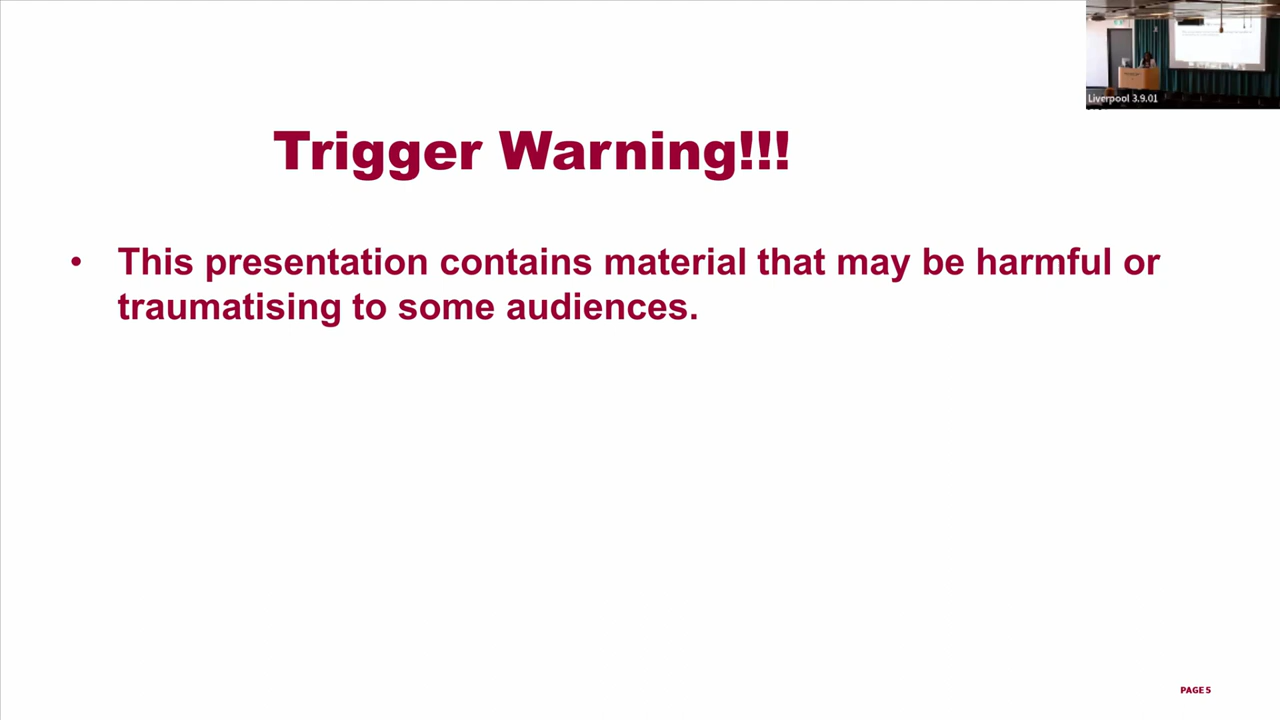 Liverpool 3.9.01
Trigger Warning!!!
• This presentation contains material that may be harmful or
traumatising to some audiences.
PAGE 5